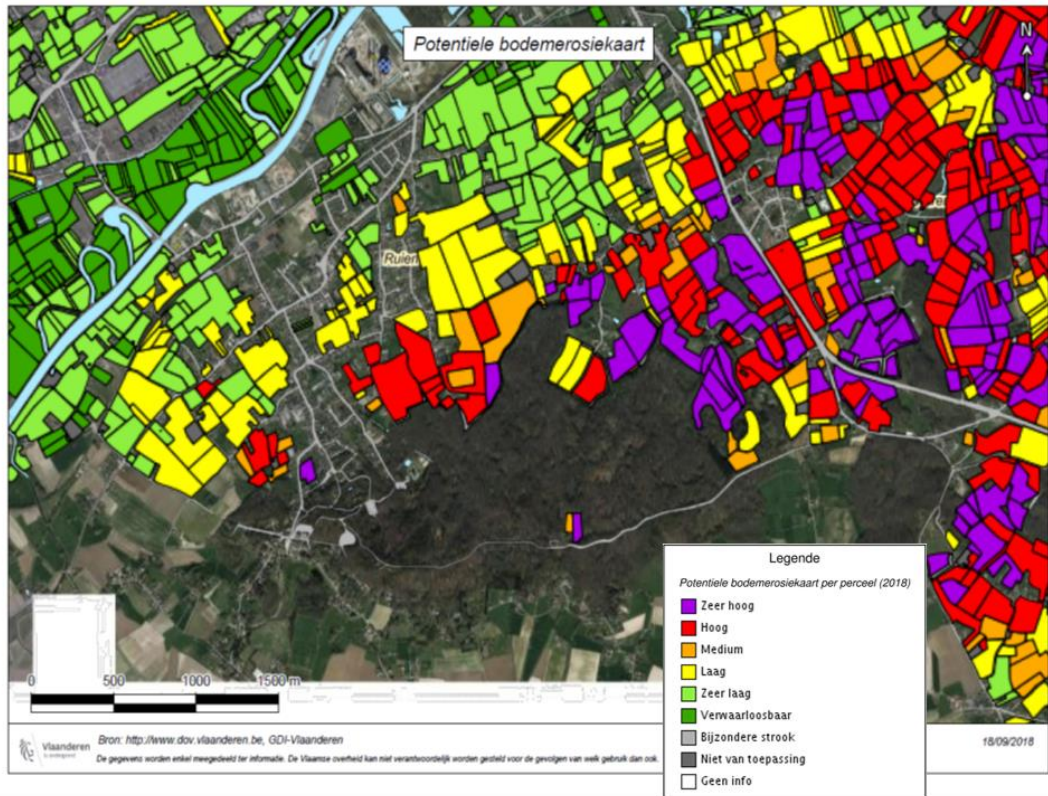 Potentiele bodemerosiekaart
N
Ruien
Legende
Potentiele bodemerosiekaart per perceel (2018)
Zeer hoog
Hoog
Medium
Laag
Zeer laag
Verwaarloosbaar
Bijzondere strook
Niet van toepassing
Geen info
0 500 1000 1500 m
Vlaanderen
Bron: http://www.dov.vlaanderen.be, GDI-Vlaanderen
18/09/2018
De gegevens worden enkel meegedeeld ter informatie. De Vlaamse overheid kan niet verantwoordelijk worden gesteld voor de gevolgen van welk gebruik dan ook.